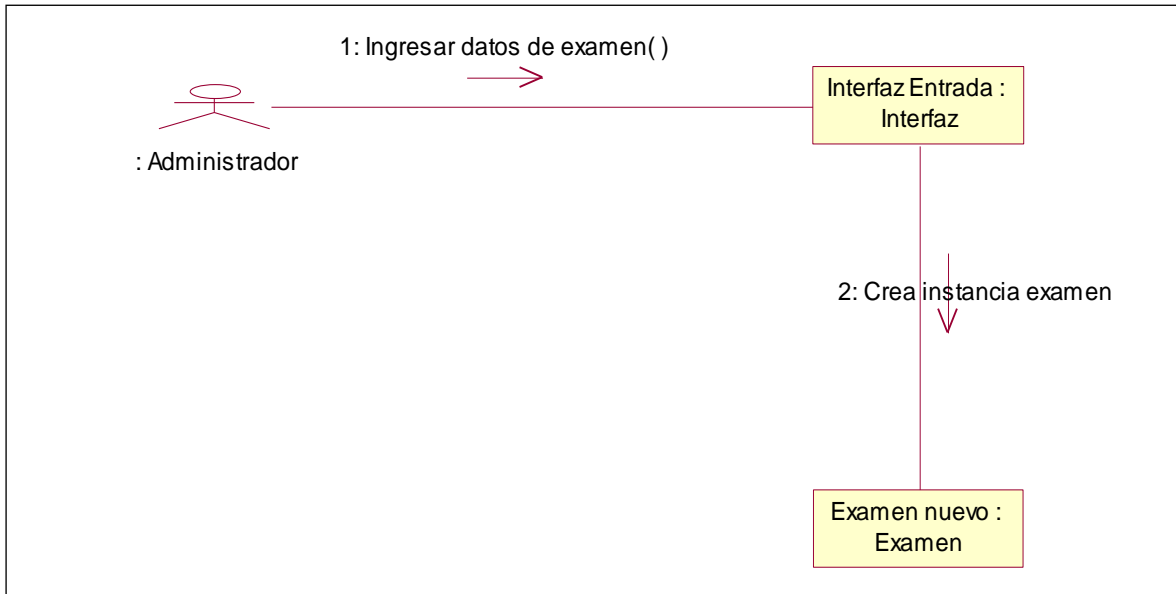 1: Ingresar datos de examen( )
Interfaz Entrada :
Interfaz
: Administrador
2: Crea instancia examen
Examen nuevo :
Examen